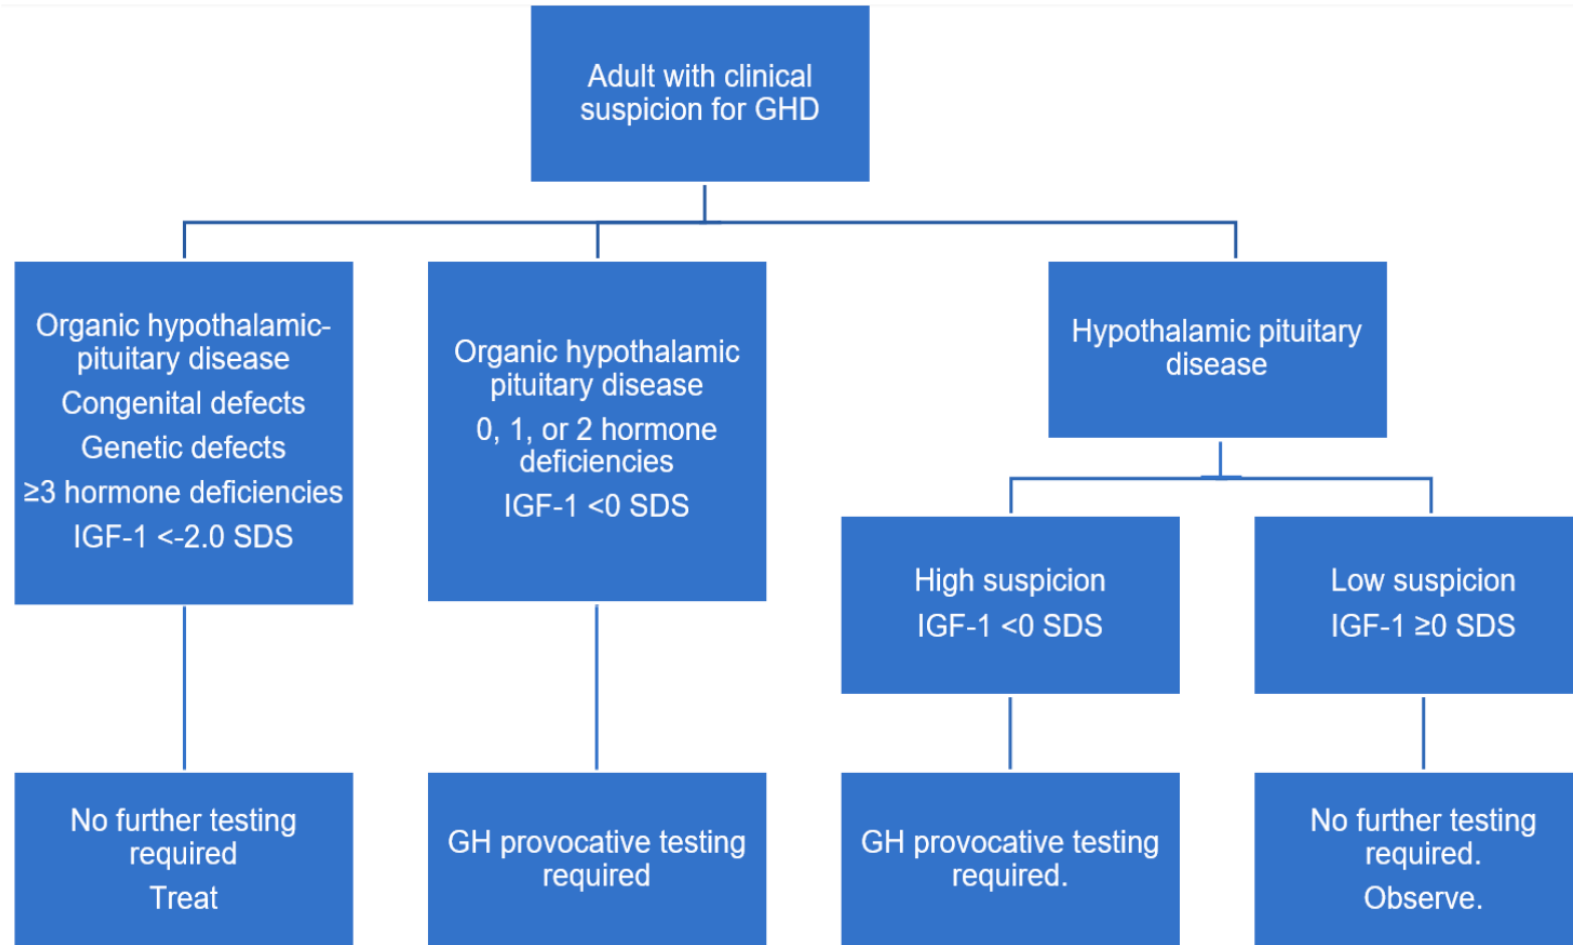 Adult with clinical
suspicion for GHD
Organic hypothalamic-
pituitary disease
Congenital defects
Genetic defects
≥3 hormone deficiencies
IGF-1 <-2.0 SDS
Organic hypothalamic
pituitary disease
0, 1, or 2 hormone
deficiencies
IGF-1 <0 SDS
Hypothalamic pituitary
disease
High suspicion
IGF-1 <0 SDS
Low suspicion
IGF-1 ≥0 SDS
No further testing
required
Treat
GH provocative testing
required
GH provocative testing
required.
No further testing
required.
Observe.